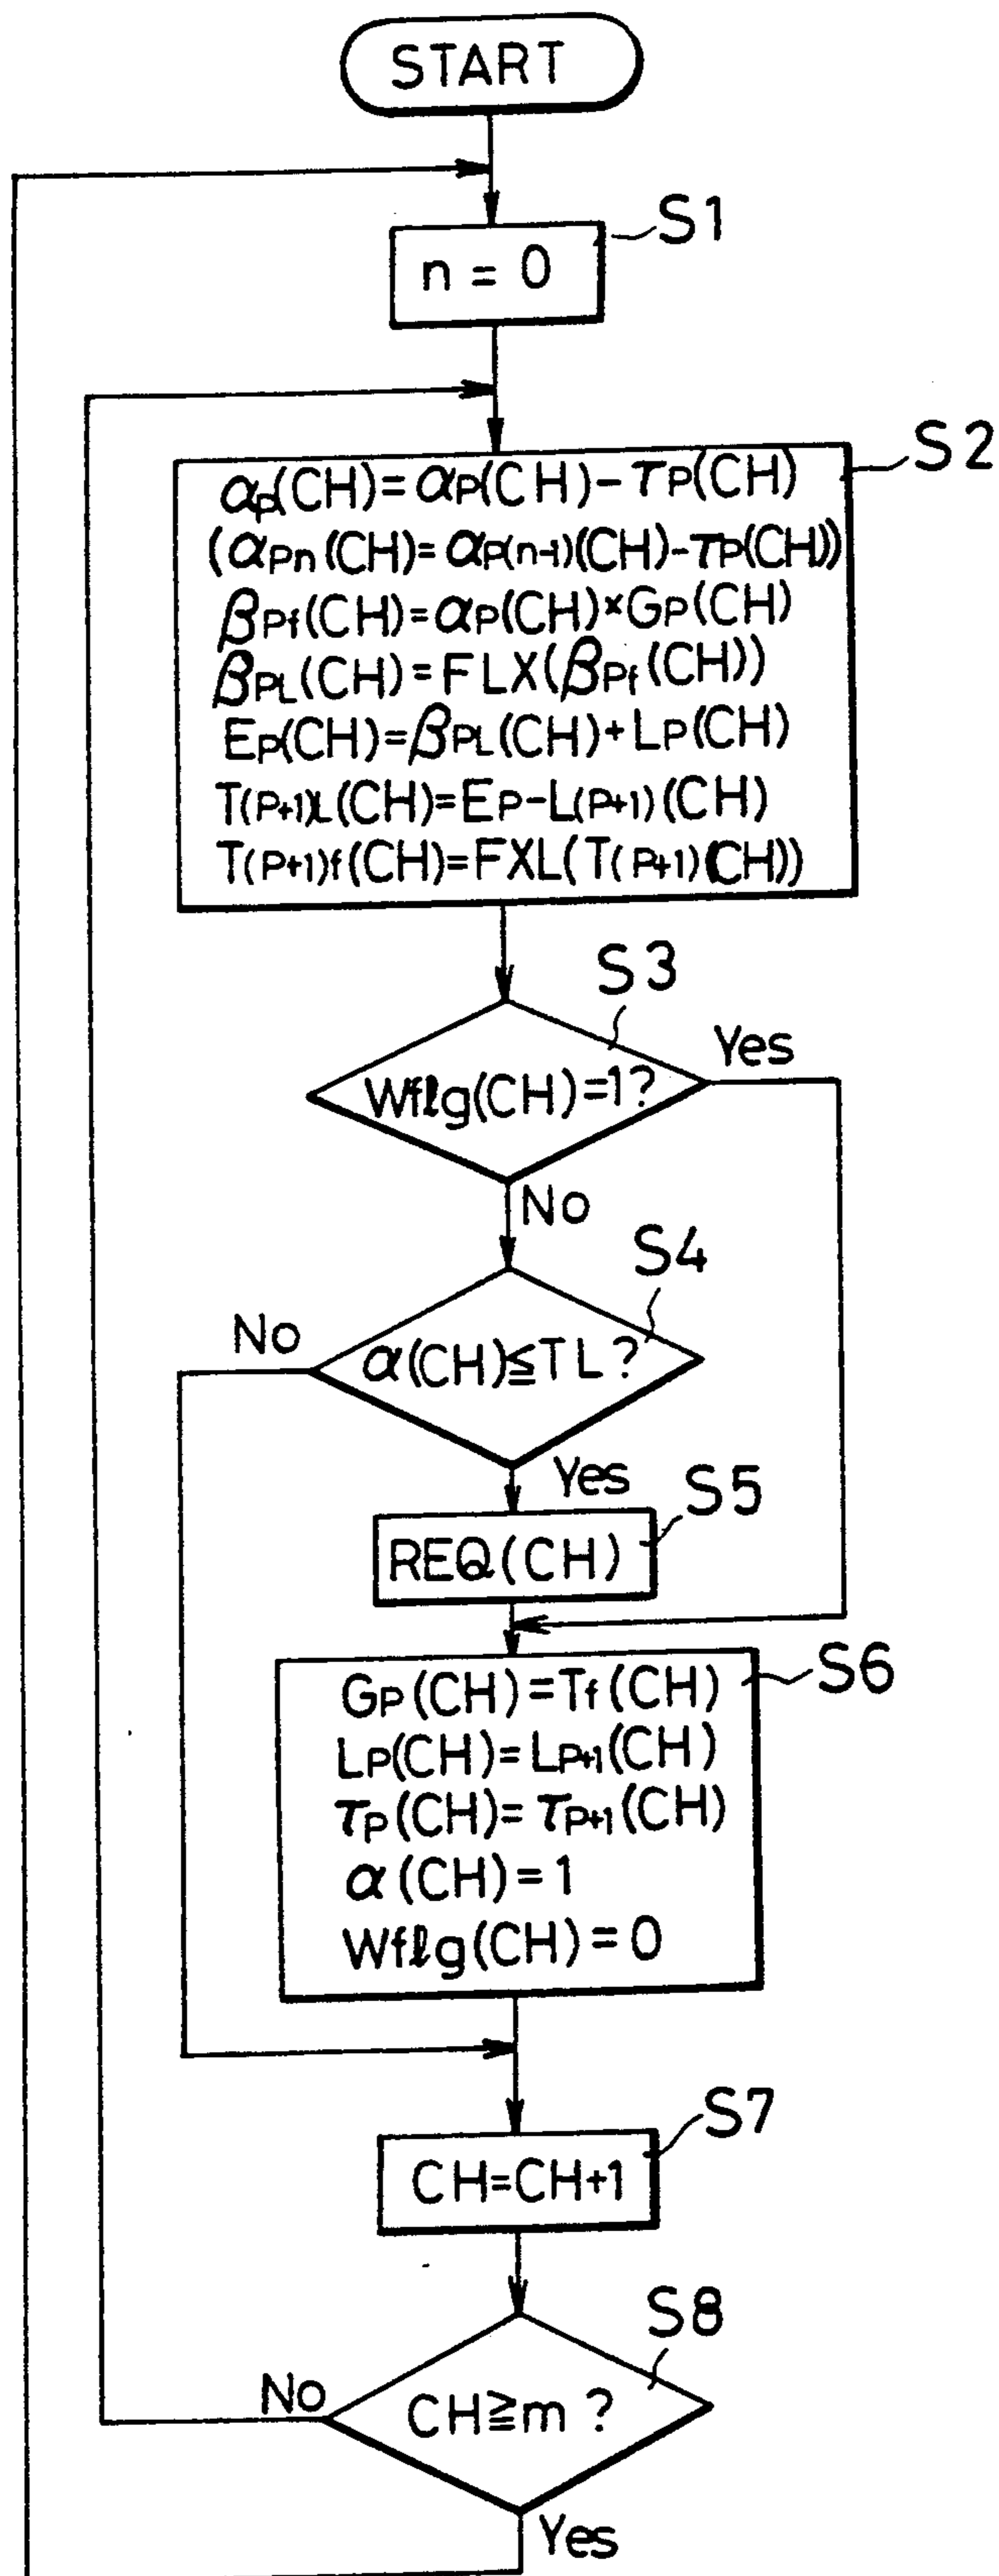 START
S1
n = 0
S2
αp(CH)=αP(CH)-τP(CH)
(αPn(CH)=αP(n-1)(CH)-τP(CH))
βPf(CH)=αP(CH)×GP(CH)
βPL(CH)=FLX(βPf(CH))
EP(CH)=βPL(CH)+LP(CH)
T(P+1)L(CH)=EP-L(P+1)(CH)
T(P+1)f(CH)=FXL(T(P+1)(CH))
S3
Wflg(CH)=1?
Yes
No
S4
α(CH)≦TL?
No
Yes
S5
REQ(CH)
S6
GP(CH)=Tf(CH)
LP(CH)=LP+1(CH)
τP(CH)=τP+1(CH)
α(CH)=1
Wflg(CH)=0
S7
CH=CH+1
S8
CH≧m?
No
Yes